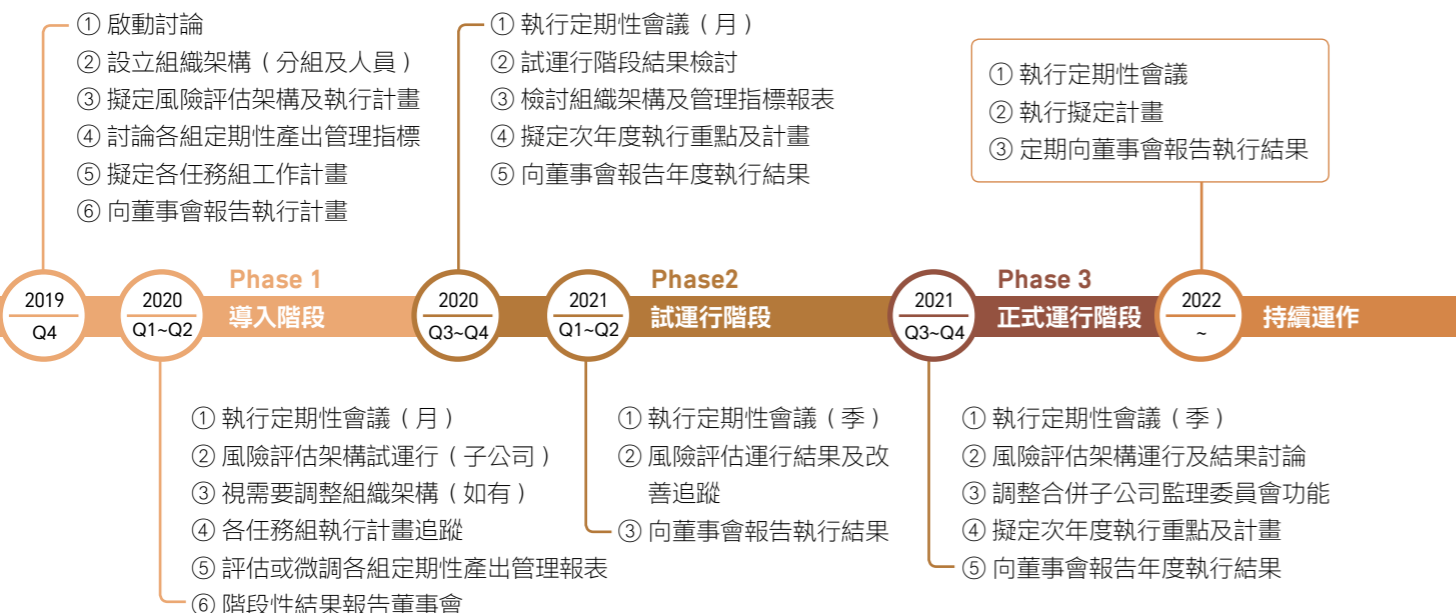 ① 啟動討論
② 設立組織架構（分組及人員）
③ 擬定風險評估架構及執行計畫
④ 討論各組定期性產出管理指標
⑤ 擬定各任務組工作計畫
⑥ 向董事會報告執行計畫
① 執行定期性會議（月）
② 試運行階段結果檢討
③ 檢討組織架構及管理指標報表
④ 擬定次年度執行重點及計畫
⑤ 向董事會報告年度執行結果
① 執行定期性會議
② 執行擬定計畫
③ 定期向董事會報告執行結果
2019
Q4
2020
Q1~Q2
Phase 1
導入階段
2020
Q3~Q4
2021
Q1~Q2
Phase2
試運行階段
2021
Q3~Q4
Phase 3
正式運行階段
2022
~
持續運作
① 執行定期性會議（月）
② 風險評估架構試運行（子公司）
③ 視需要調整組織架構（如有）
④ 各任務組執行計畫追蹤
⑤ 評估或微調各組定期性產出管理報表
⑥ 階段性結果報告董事會
① 執行定期性會議（季）
② 風險評估運行結果及改
善追蹤
③ 向董事會報告執行結果
① 執行定期性會議（季）
② 風險評估架構運行及結果討論
③ 調整合併子公司監理委員會功能
④ 擬定次年度執行重點及計畫
⑤ 向董事會報告年度執行結果